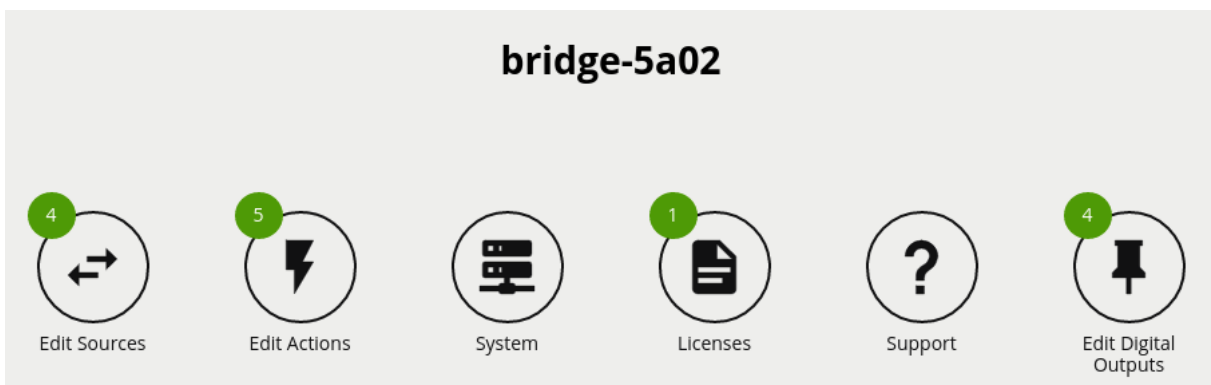 bridge-5a02
4
5
1
4
Edit Sources
Edit Actions
System
Licenses
Support
Edit Digital
Outputs